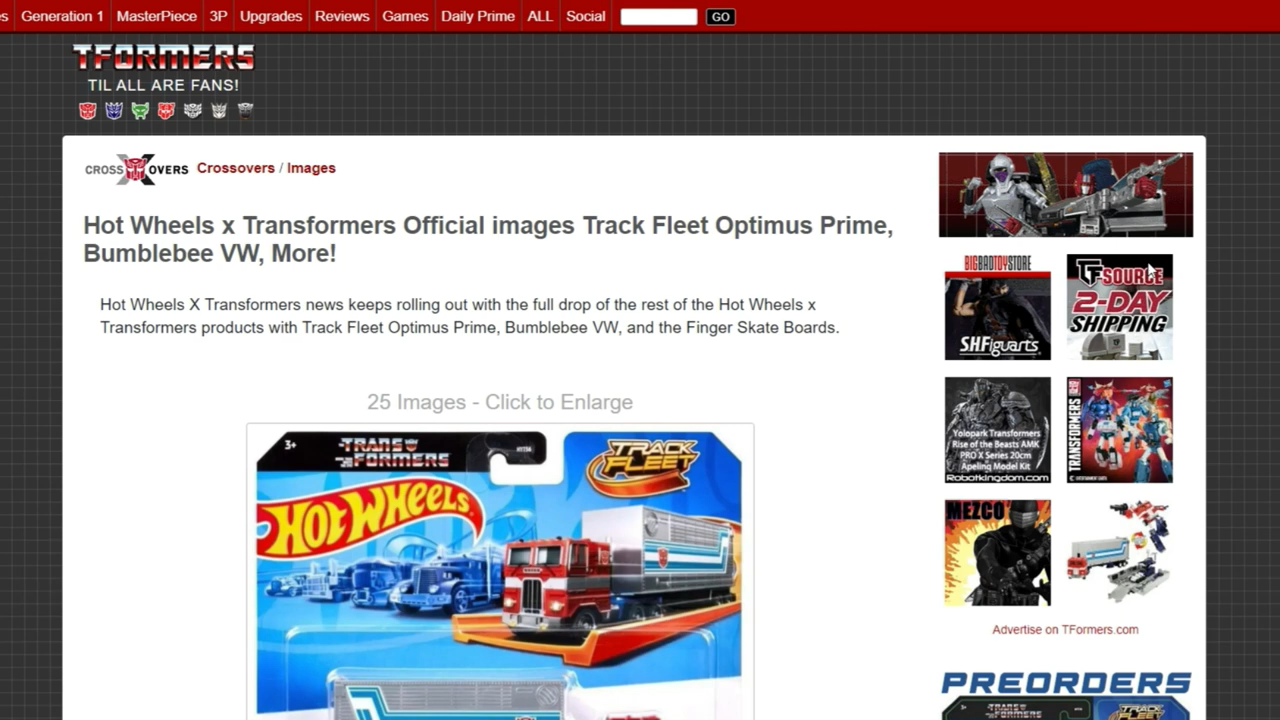 Generation 1 MasterPiece 3P Upgrades Reviews Games Daily Prime ALL Social GO
TFORMERS
TIL ALL ARE FANS!
CROSS OVERS Crossovers / Images
Hot Wheels x Transformers Official images Track Fleet Optimus Prime,
Bumblebee VW, More!
Hot Wheels X Transformers news keeps rolling out with the full drop of the rest of the Hot Wheels x
Transformers products with Track Fleet Optimus Prime, Bumblebee VW, and the Finger Skate Boards.
25 Images - Click to Enlarge
3+
TRANSFORMERS
TRACK
FLEET
HOT WHEELS
BIGBADTOYSTORE
SHFiguarts
TFSOURCE
2-DAY
SHIPPING
Yolopark Transformers
Rise of the Beasts AMK
PRO X Series 20cm
Apeling Model Kit
Robotkingdom.com
TRANSFORMERS
MEZCO
Advertise on TFormers.com
PREORDERS
TRANS
TRACK